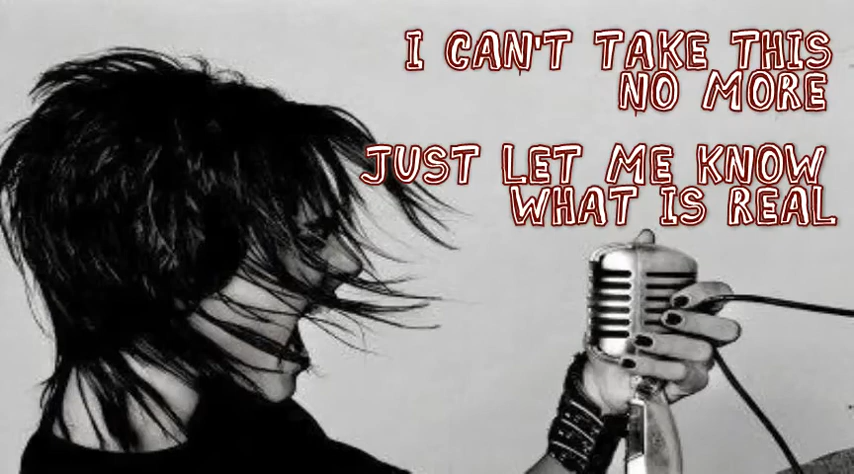 I CAN'T TAKE THIS
NO MORE
JUST LET ME KNOW
WHAT IS REAL